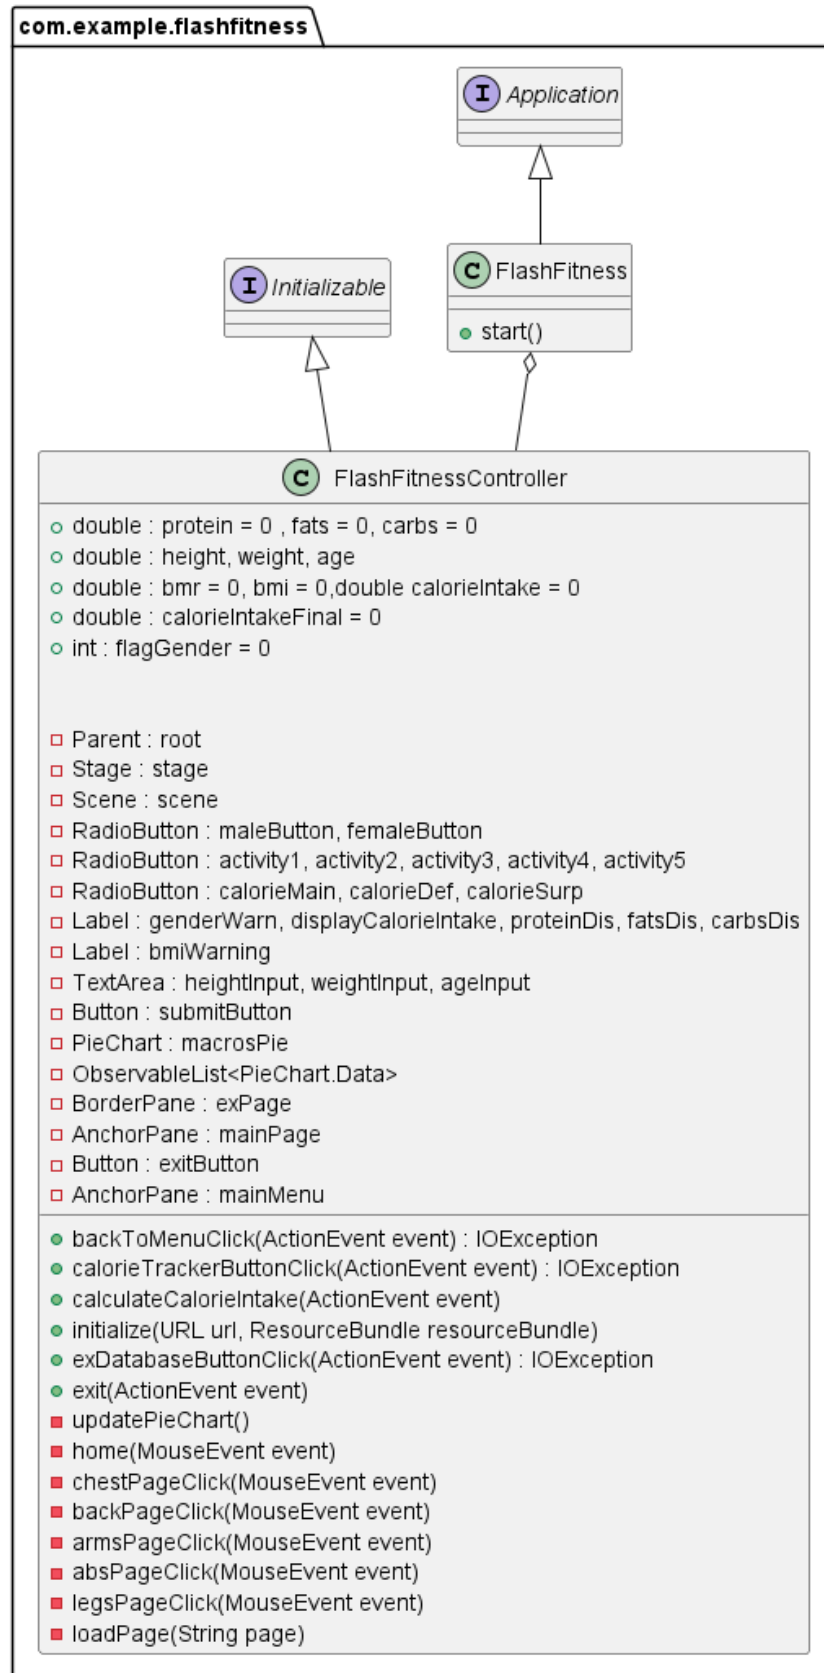 com.example.flashfitness
I Application
I Initializable
C FlashFitness
start()
C FlashFitnessController
double : protein = 0 , fats = 0, carbs = 0
double : height, weight, age
double : bmr = 0, bmi = 0,double calorieIntake = 0
double : calorieIntakeFinal = 0
int : flagGender = 0
Parent : root
Stage : stage
Scene : scene
RadioButton : maleButton, femaleButton
RadioButton : activity1, activity2, activity3, activity4, activity5
RadioButton : calorieMain, calorieDef, calorieSurp
Label : genderWarn, displayCalorieIntake, proteinDis, fatsDis, carbsDis
Label : bmiWarning
TextArea : heightInput, weightInput, ageInput
Button : submitButton
PieChart : macrosPie
ObservableList<PieChart.Data>
BorderPane : exPage
AnchorPane : mainPage
Button : exitButton
AnchorPane : mainMenu
backToMenuClick(ActionEvent event) : IOException
calorieTrackerButtonClick(ActionEvent event) : IOException
calculateCalorieIntake(ActionEvent event)
initialize(URL url, ResourceBundle resourceBundle)
exDatabaseButtonClick(ActionEvent event) : IOException
exit(ActionEvent event)
updatePieChart()
home(MouseEvent event)
chestPageClick(MouseEvent event)
backPageClick(MouseEvent event)
armsPageClick(MouseEvent event)
absPageClick(MouseEvent event)
legsPageClick(MouseEvent event)
loadPage(String page)